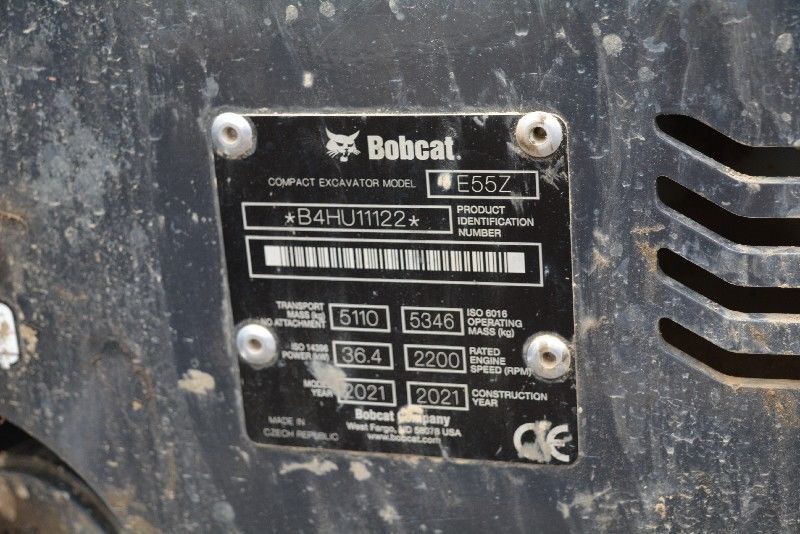 Bobcat.
COMPACT EXCAVATOR MODEL E55Z
*B4HU11122* PRODUCT IDENTIFICATION NUMBER
TRANSPORT MASS (kg) NO ATTACHMENT 5110 5346 ISO 6016 OPERATING MASS (kg)
ISO 14396 POWER (kW) 36.4 2200 RATED ENGINE SPEED (RPM)
MODEL YEAR 2021 2021 CONSTRUCTION YEAR
Bobcat Company
West Fargo, ND 58078 USA
www.bobcat.com
MADE IN
CZECH REPUBLIC
CE